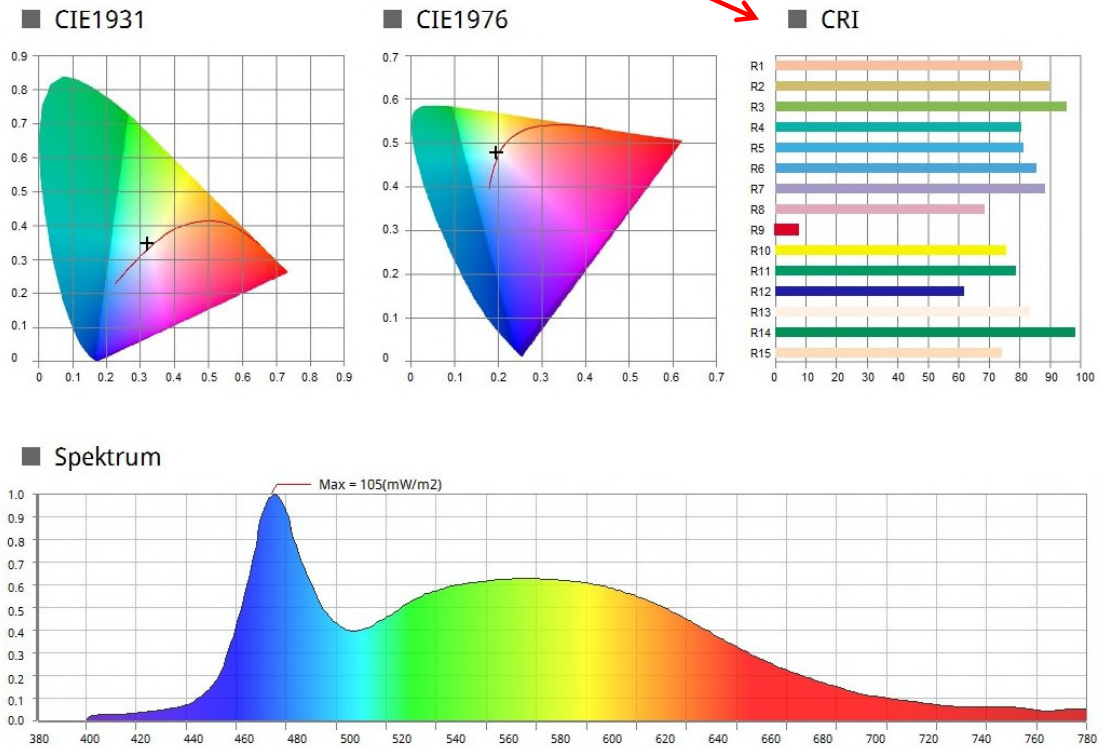 CIE1931
CIE1976
CRI
0.9
0.8
0.7
0.6
0.5
0.4
0.3
0.2
0.1
0
0 0.1 0.2 0.3 0.4 0.5 0.6 0.7 0.8 0.9
0.7
0.6
0.5
0.4
0.3
0.2
0.1
0
0 0.1 0.2 0.3 0.4 0.5 0.6 0.7
R1
R2
R3
R4
R5
R6
R7
R8
R9
R10
R11
R12
R13
R14
R15
0 10 20 30 40 50 60 70 80 90 100
Spektrum
Max = 105(mW/m2)
1.0
0.9
0.8
0.7
0.6
0.5
0.4
0.3
0.2
0.1
0.0
380 400 420 440 460 480 500 520 540 560 580 600 620 640 660 680 700 720 740 760 780